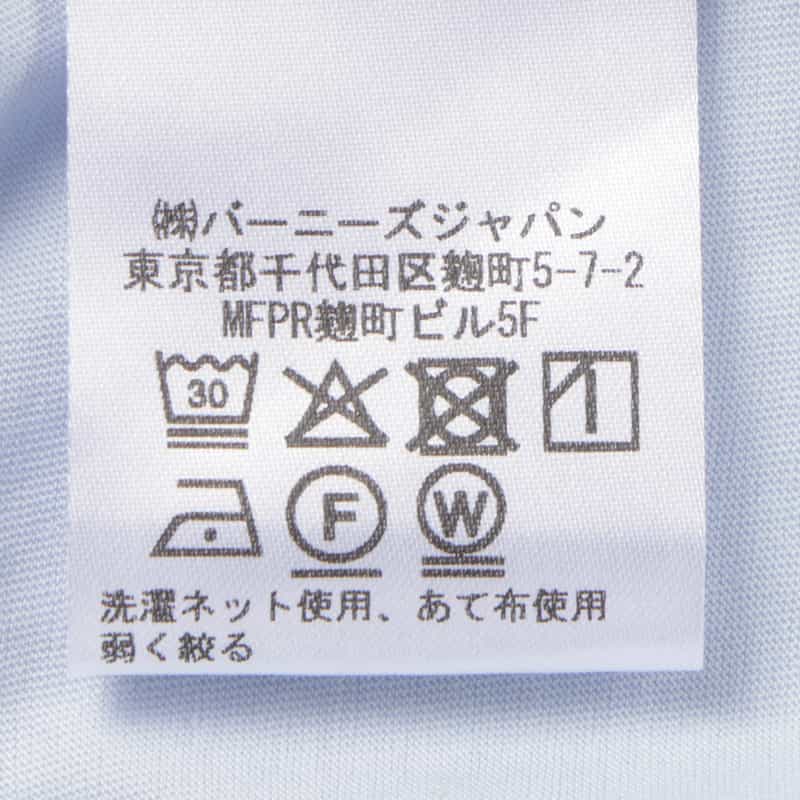 ㈱バーニーズジャパン
東京都千代田区麹町5-7-2
MFPR麹町ビル5F
30
F
W
洗濯ネット使用、あて布使用
弱く絞る